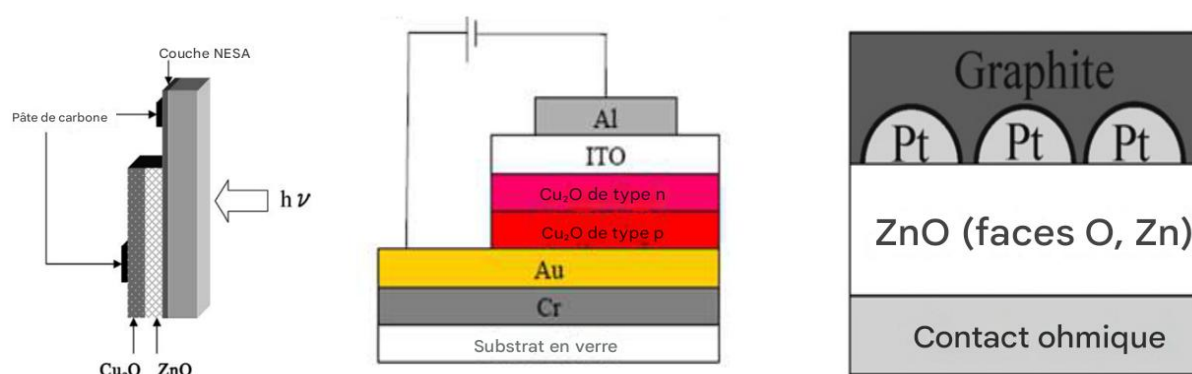 Couche NESA
Pâte de carbone
h ν
Cu₂O ZnO
Al
ITO
Cu₂O de type n
Cu₂O de type p
Au
Cr
Substrat en verre
Graphite
Pt Pt Pt
ZnO (faces O, Zn)
Contact ohmique